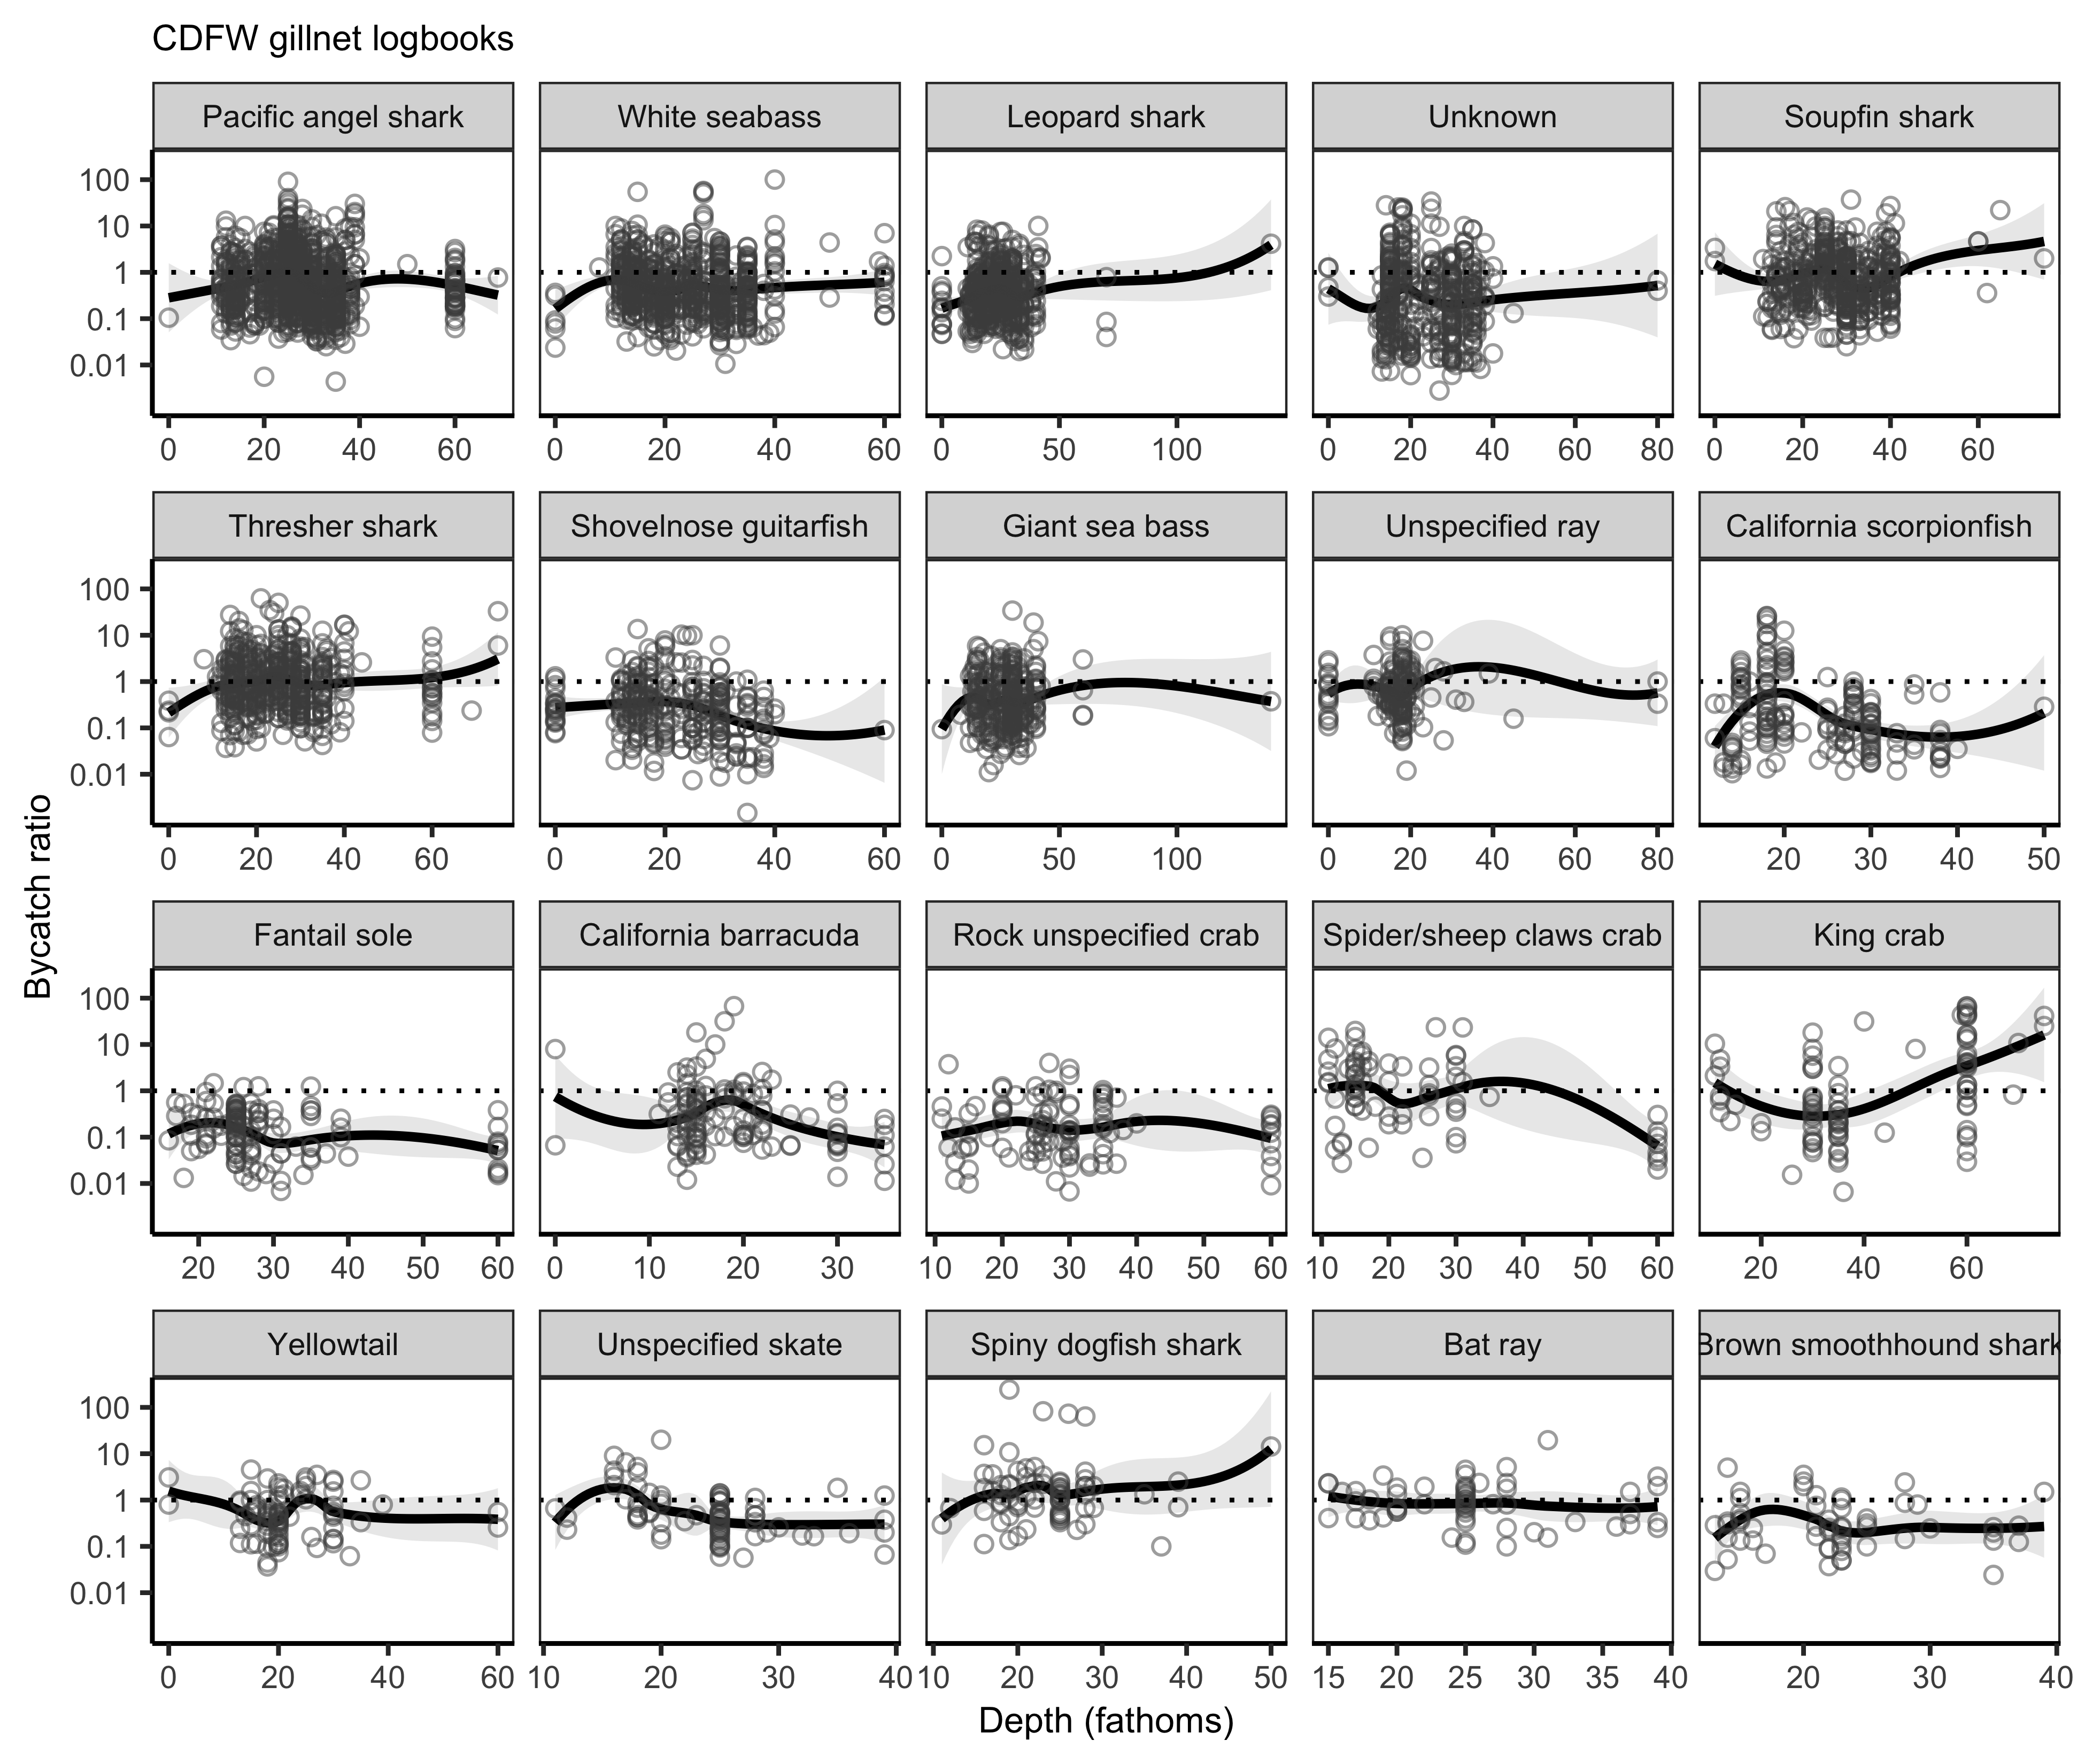 CDFW gillnet logbooks
Pacific angel shark White seabass Leopard shark Unknown Soupfin shark
100
10
1
0.1
0.01
0 20 40 60 0 20 40 60 0 50 100 0 20 40 60 80 0 20 40 60
Thresher shark Shovelnose guitarfish Giant sea bass Unspecified ray California scorpionfish
100
10
1
0.1
0.01
0 20 40 60 0 20 40 60 0 50 100 0 20 40 60 80 20 30 40 50
Bycatch ratio
Fantail sole California barracuda Rock unspecified crab Spider/sheep claws crab King crab
100
10
1
0.1
0.01
20 30 40 50 60 0 10 20 30 10 20 30 40 50 60 10 20 30 40 50 60 20 40 60
Yellowtail Unspecified skate Spiny dogfish shark Bat ray Brown smoothhound shark
100
10
1
0.1
0.01
0 20 40 60 10 20 30 40 10 20 30 40 50 15 20 25 30 35 40 20 30 40
Depth (fathoms)